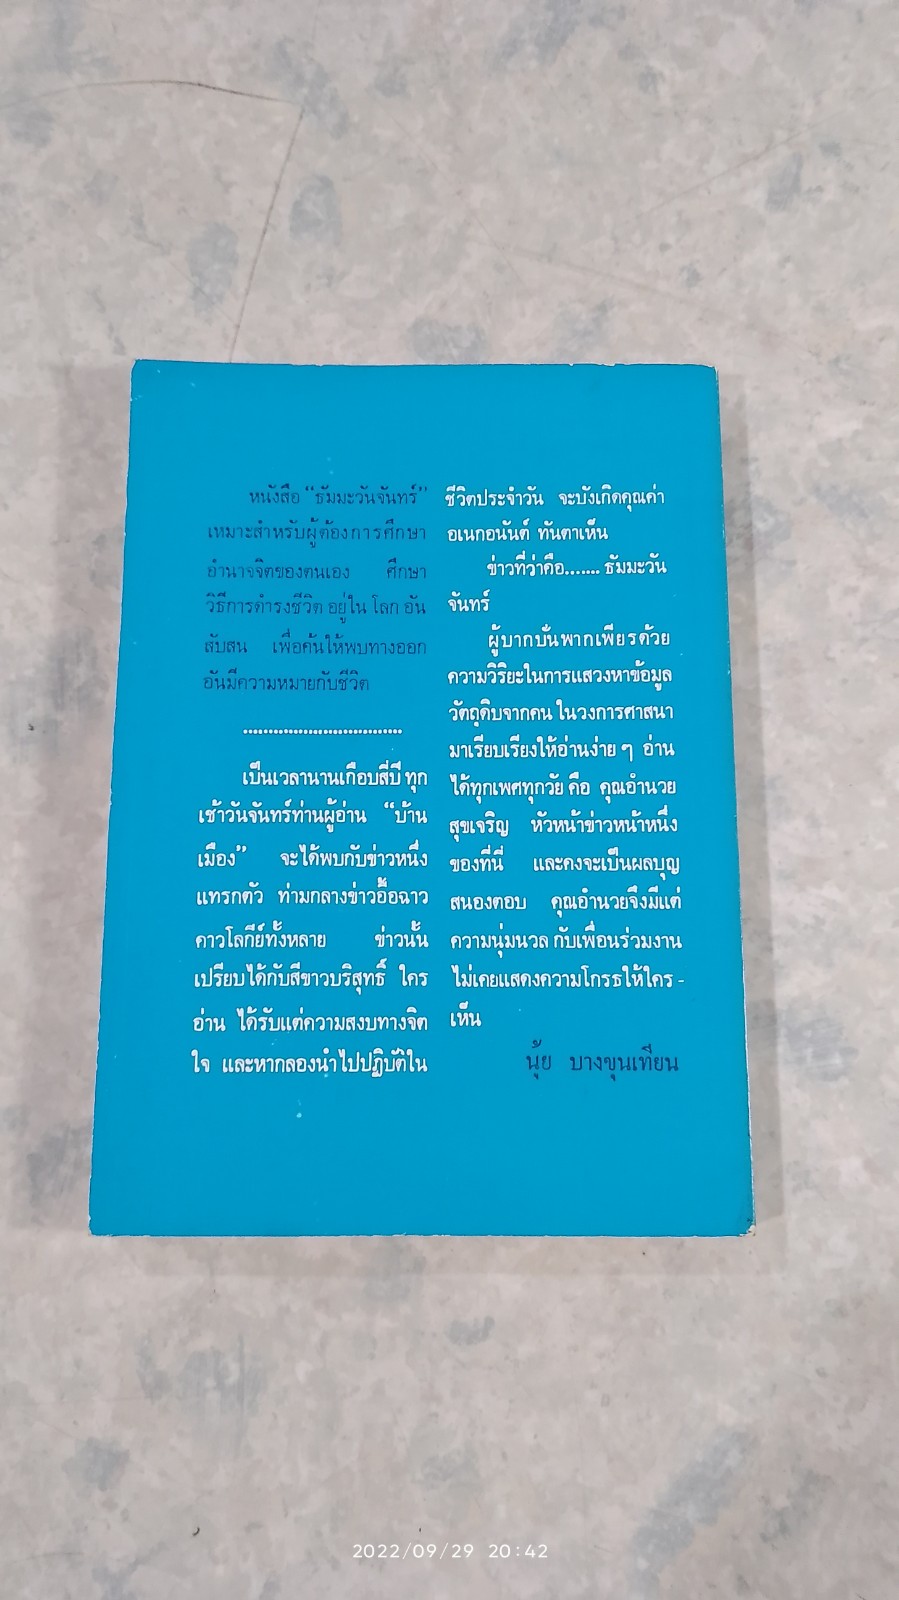 หนังสือ “ธัมมะวันจันทร์”
เหมาะสำหรับผู้ต้องการศึกษา
อำนาจจิตของตนเอง ศึกษา
วิธีการดำรงชีวิต อยู่ใน โลก อัน
สับสน เพื่อค้นให้พบทางออก
อันมีความหมายกับชีวิต
................................
เป็นเวลานานเกือบสี่ปี ทุก
เช้าวันจันทร์ท่านผู้อ่าน “บ้าน
เมือง” จะได้พบกับข่าวหนึ่ง
แทรกตัว ท่ามกลางข่าวอื้อฉาว
คาวโลกีย์ทั้งหลาย ข่าวนั้น
เปรียบได้กับสีขาวบริสุทธิ์ ใคร
อ่าน ได้รับแต่ความสงบทางจิต
ใจ และหากลองนำไปปฏิบัติใน
ชีวิตประจำวัน จะบังเกิดคุณค่า
อเนกอนันต์ ทันตาเห็น
ข่าวที่ว่าคือ....... ธัมมะวัน
จันทร์
ผู้บากบั่นพากเพียรด้วย
ความวิริยะในการแสวงหาข้อมูล
วัตถุดิบจากคน ในวงการศาสนา
มาเรียบเรียงให้อ่านง่าย ๆ อ่าน
ได้ทุกเพศทุกวัย คือ คุณอำนวย
สุขเจริญ หัวหน้าข่าวหน้าหนึ่ง
ของที่นี่ และคงจะเป็นผลบุญ
สนองตอบ คุณอำนวยจึงมีแต่
ความนุ่มนวล กับเพื่อนร่วมงาน
ไม่เคยแสดงความโกรธให้ใคร -
เห็น
นุ้ย บางขุนเทียน
2022/09/29 20:42